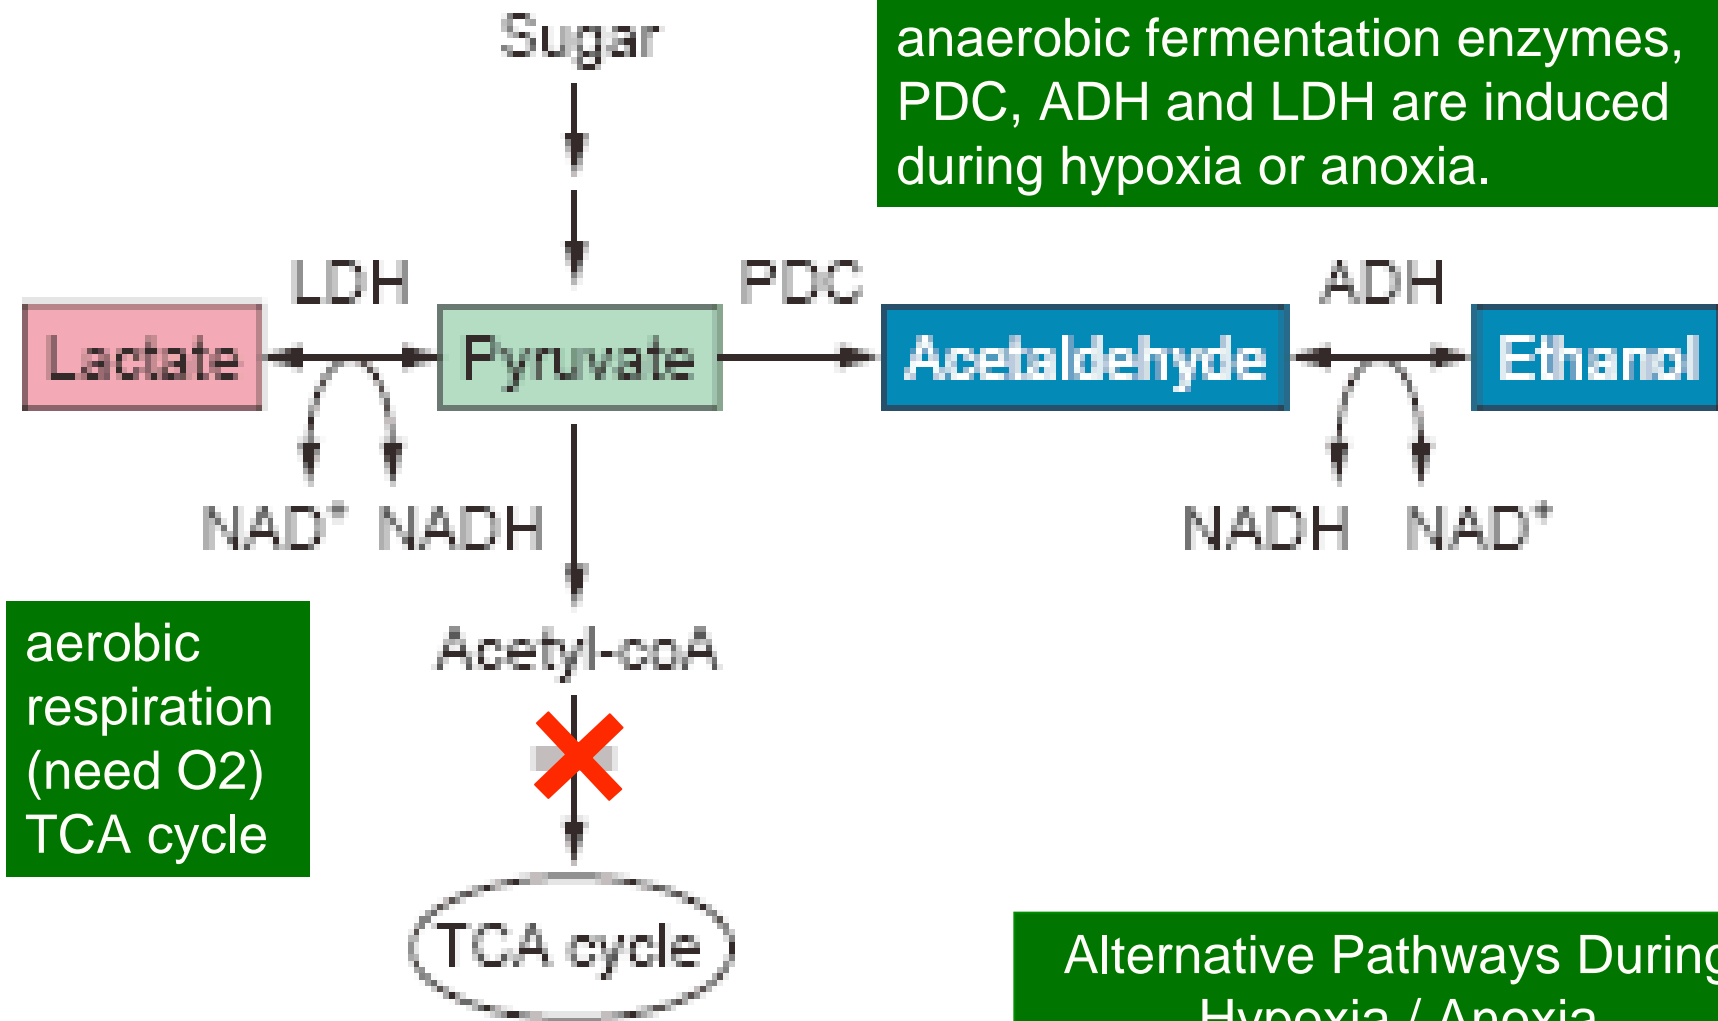 Sugar
anaerobic fermentation enzymes,
PDC, ADH and LDH are induced
during hypoxia or anoxia.
LDH
PDC
ADH
Lactate
Pyruvate
Acetaldehyde
Ethanol
NAD⁺ NADH
NADH NAD⁺
aerobic
respiration
(need O2)
TCA cycle
Acetyl-coA
TCA cycle
Alternative Pathways During
Hypoxia / Anoxia